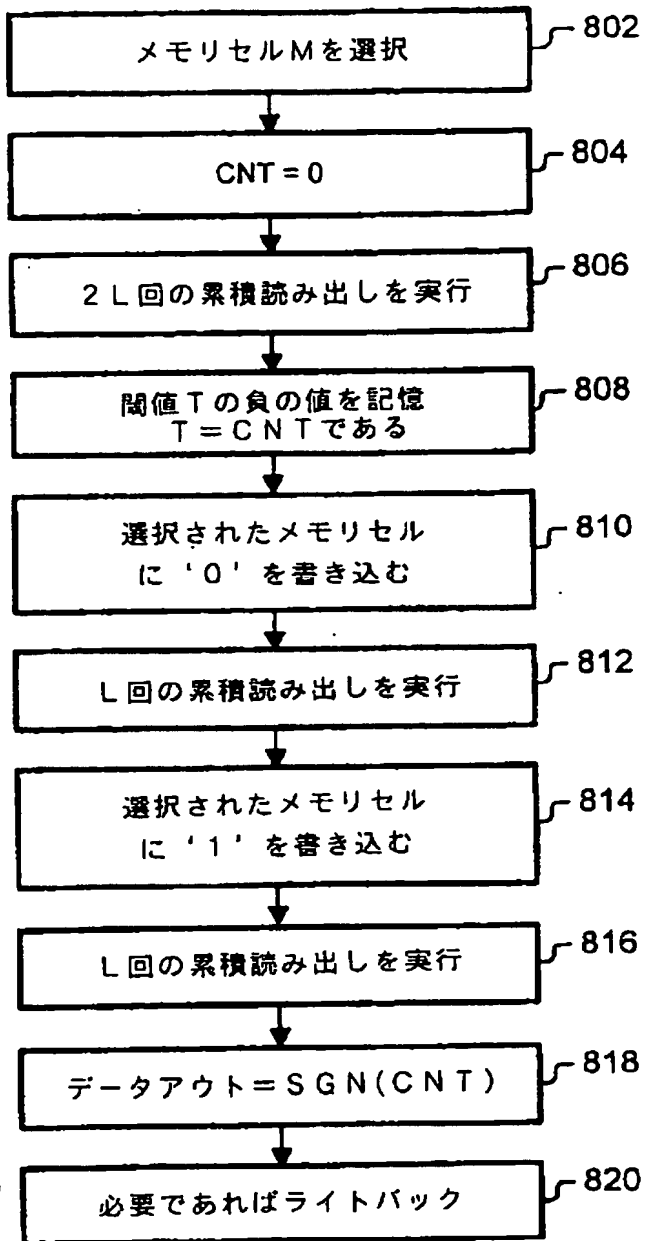 メモリセルMを選択
802
CNT=0
804
2L回の累積読み出しを実行
806
閾値Tの負の値を記憶
T=CNTである
808
選択されたメモリセル
に '0' を書き込む
810
L回の累積読み出しを実行
812
選択されたメモリセル
に '1' を書き込む
814
L回の累積読み出しを実行
816
データアウト=SGN(CNT)
818
必要であればライトバック
820